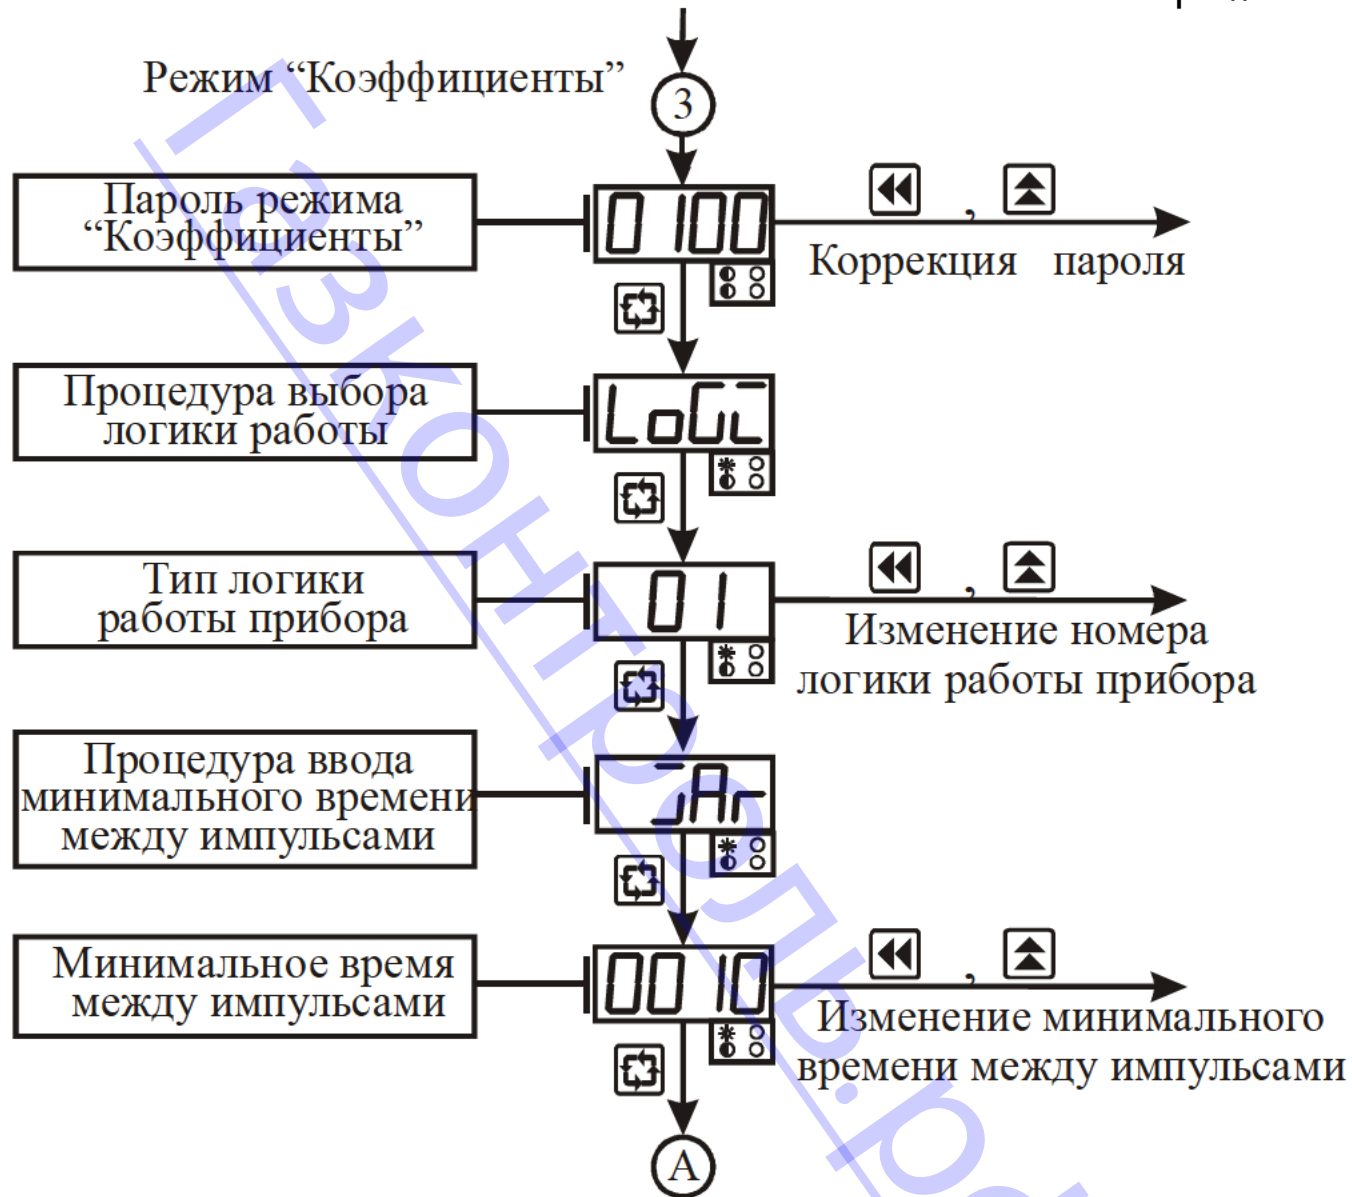 Режим “Коэффициенты”
3
Пароль режима
“Коэффициенты”
0100
,
Коррекция пароля
Процедура выбора
логики работы
LoGi
Тип логики
работы прибора
01
,
Изменение номера
логики работы прибора
Процедура ввода
минимального времени
между импульсами
Минимальное время
между импульсами
0010
,
Изменение минимального
времени между импульсами
А